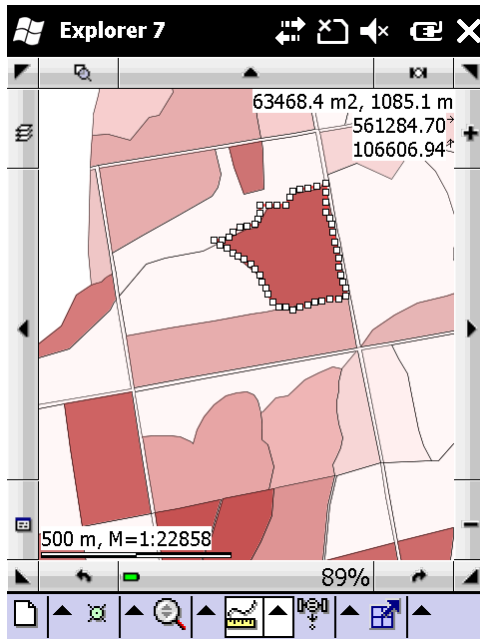 Explorer 7
63468.4 m2, 1085.1 m
561284.70
106606.94
500 m, M=1:22858
89%